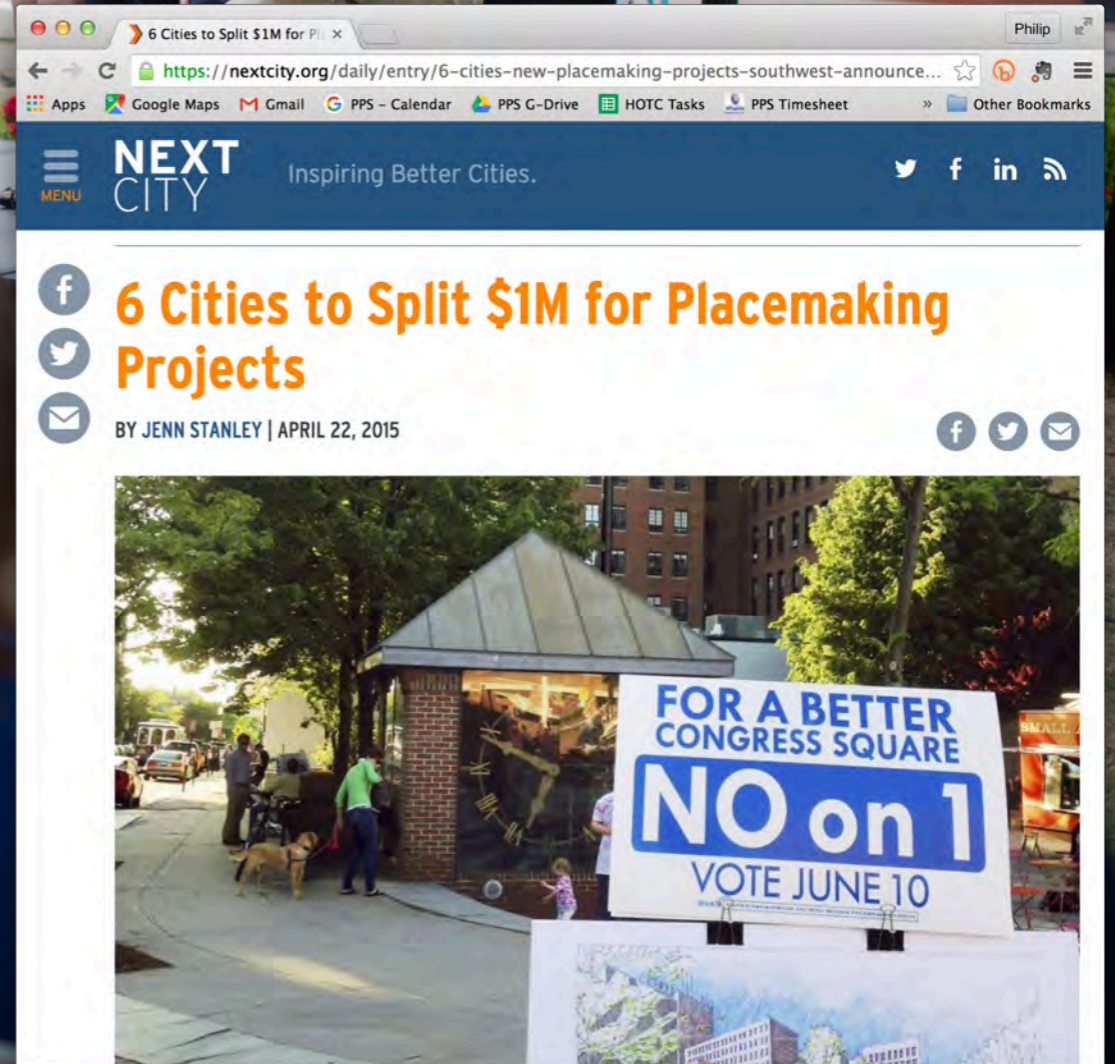 6 Cities to Split $1M for Pl
Philip
https://nextcity.org/daily/entry/6-cities-new-placemaking-projects-southwest-announce...
Apps Google Maps Gmail PPS - Calendar PPS G-Drive HOTC Tasks PPS Timesheet » Other Bookmarks
MENU
NEXT
CITY
Inspiring Better Cities.
6 Cities to Split $1M for Placemaking
Projects
BY JENN STANLEY | APRIL 22, 2015
FOR A BETTER
CONGRESS SQUARE
NO on 1
VOTE JUNE 10
SMALL